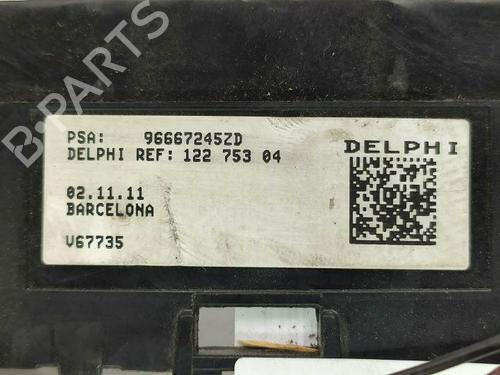 PSA: 96667245ZD
DELPHI REF: 122 753 04
DELPHI
02.11.11
BARCELONA
V67735
B-PARTS